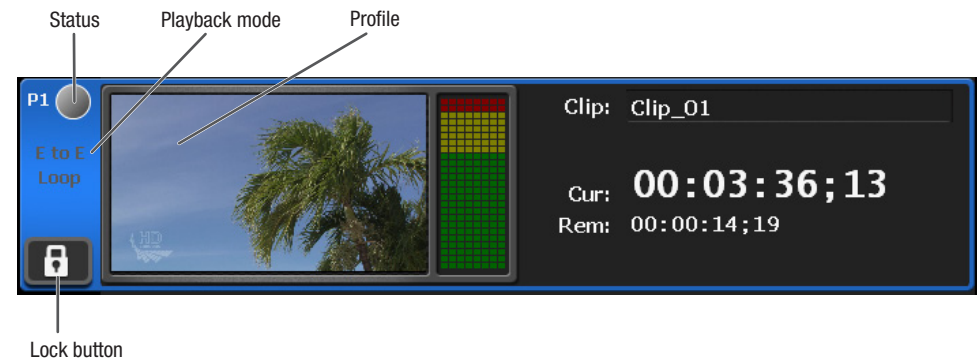 Status Playback mode Profile
P1
E to E
Loop
HD
Clip: Clip_01
Cur: 00:03:36;13
Rem: 00:00:14;19
Lock button